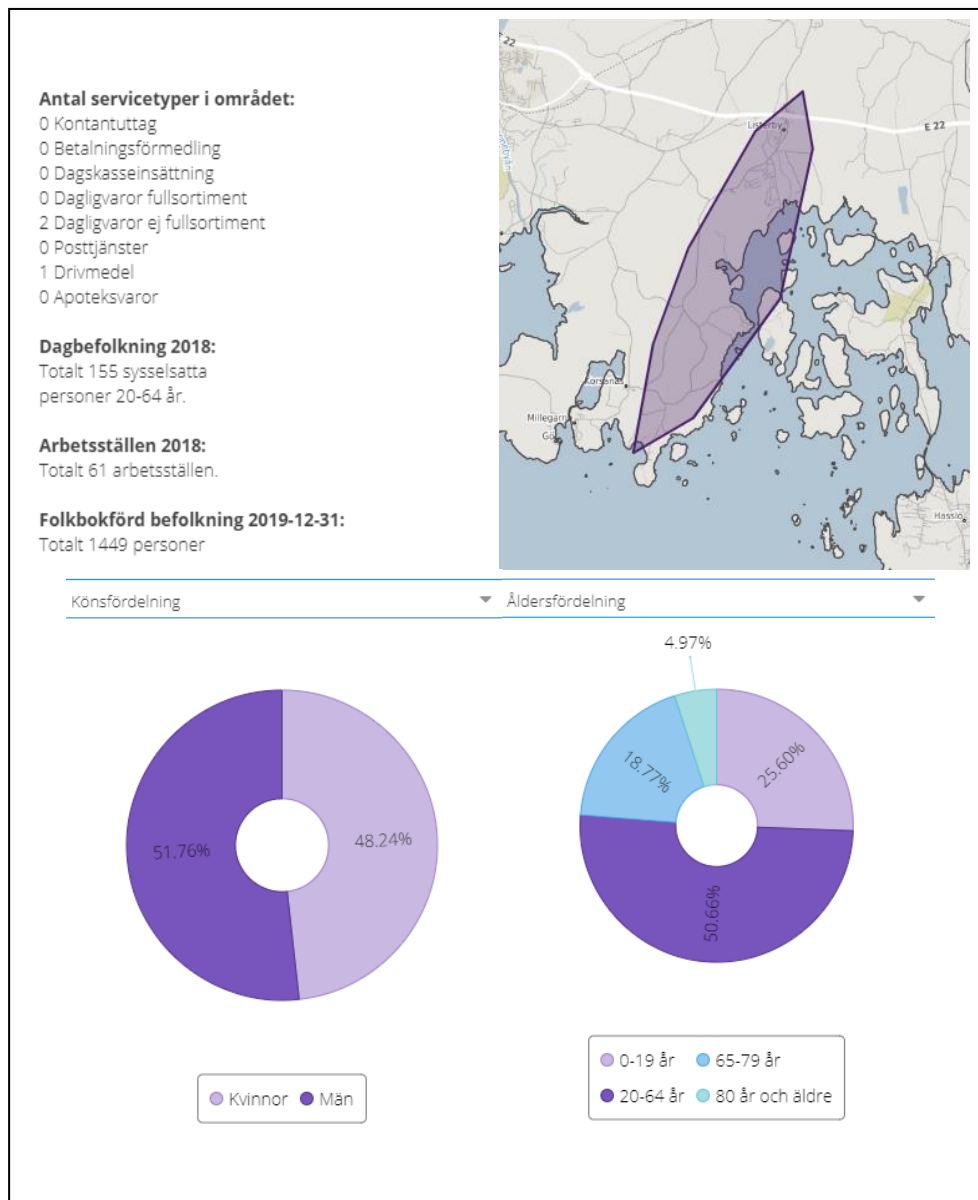 Antal servicetyper i området:
0 Kontantuttag
0 Betalningsförmedling
0 Dagskasseinsättning
0 Dagligvaror fullsortiment
2 Dagligvaror ej fullsortiment
0 Posttjänster
1 Drivmedel
0 Apoteksvaror
Dagbefolkning 2018:
Totalt 155 sysselsatta
personer 20-64 år.
Arbetsställen 2018:
Totalt 61 arbetsställen.
Folkbokförd befolkning 2019-12-31:
Totalt 1449 personer
E 22
Listerby
E 22
Korsanäs
Millegarn
Gö
Hasslö
Könsfördelning
Åldersfördelning
4.97%
18.77%
25.60%
51.76%
48.24%
50.66%
0-19 år
65-79 år
20-64 år
80 år och äldre
Kvinnor
Män